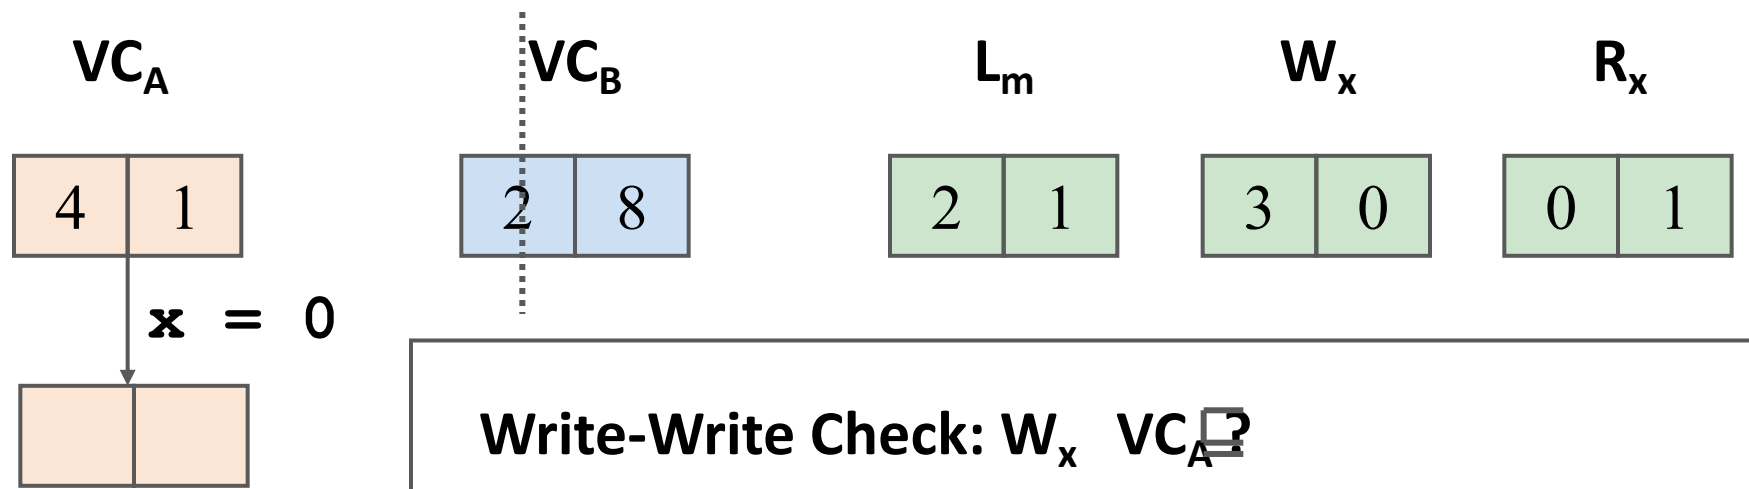 VCA VCB Lm Wx Rx
4 1 2 8 2 1 3 0 0 1
x = 0
Write-Write Check: Wx VCA ⊑ ?